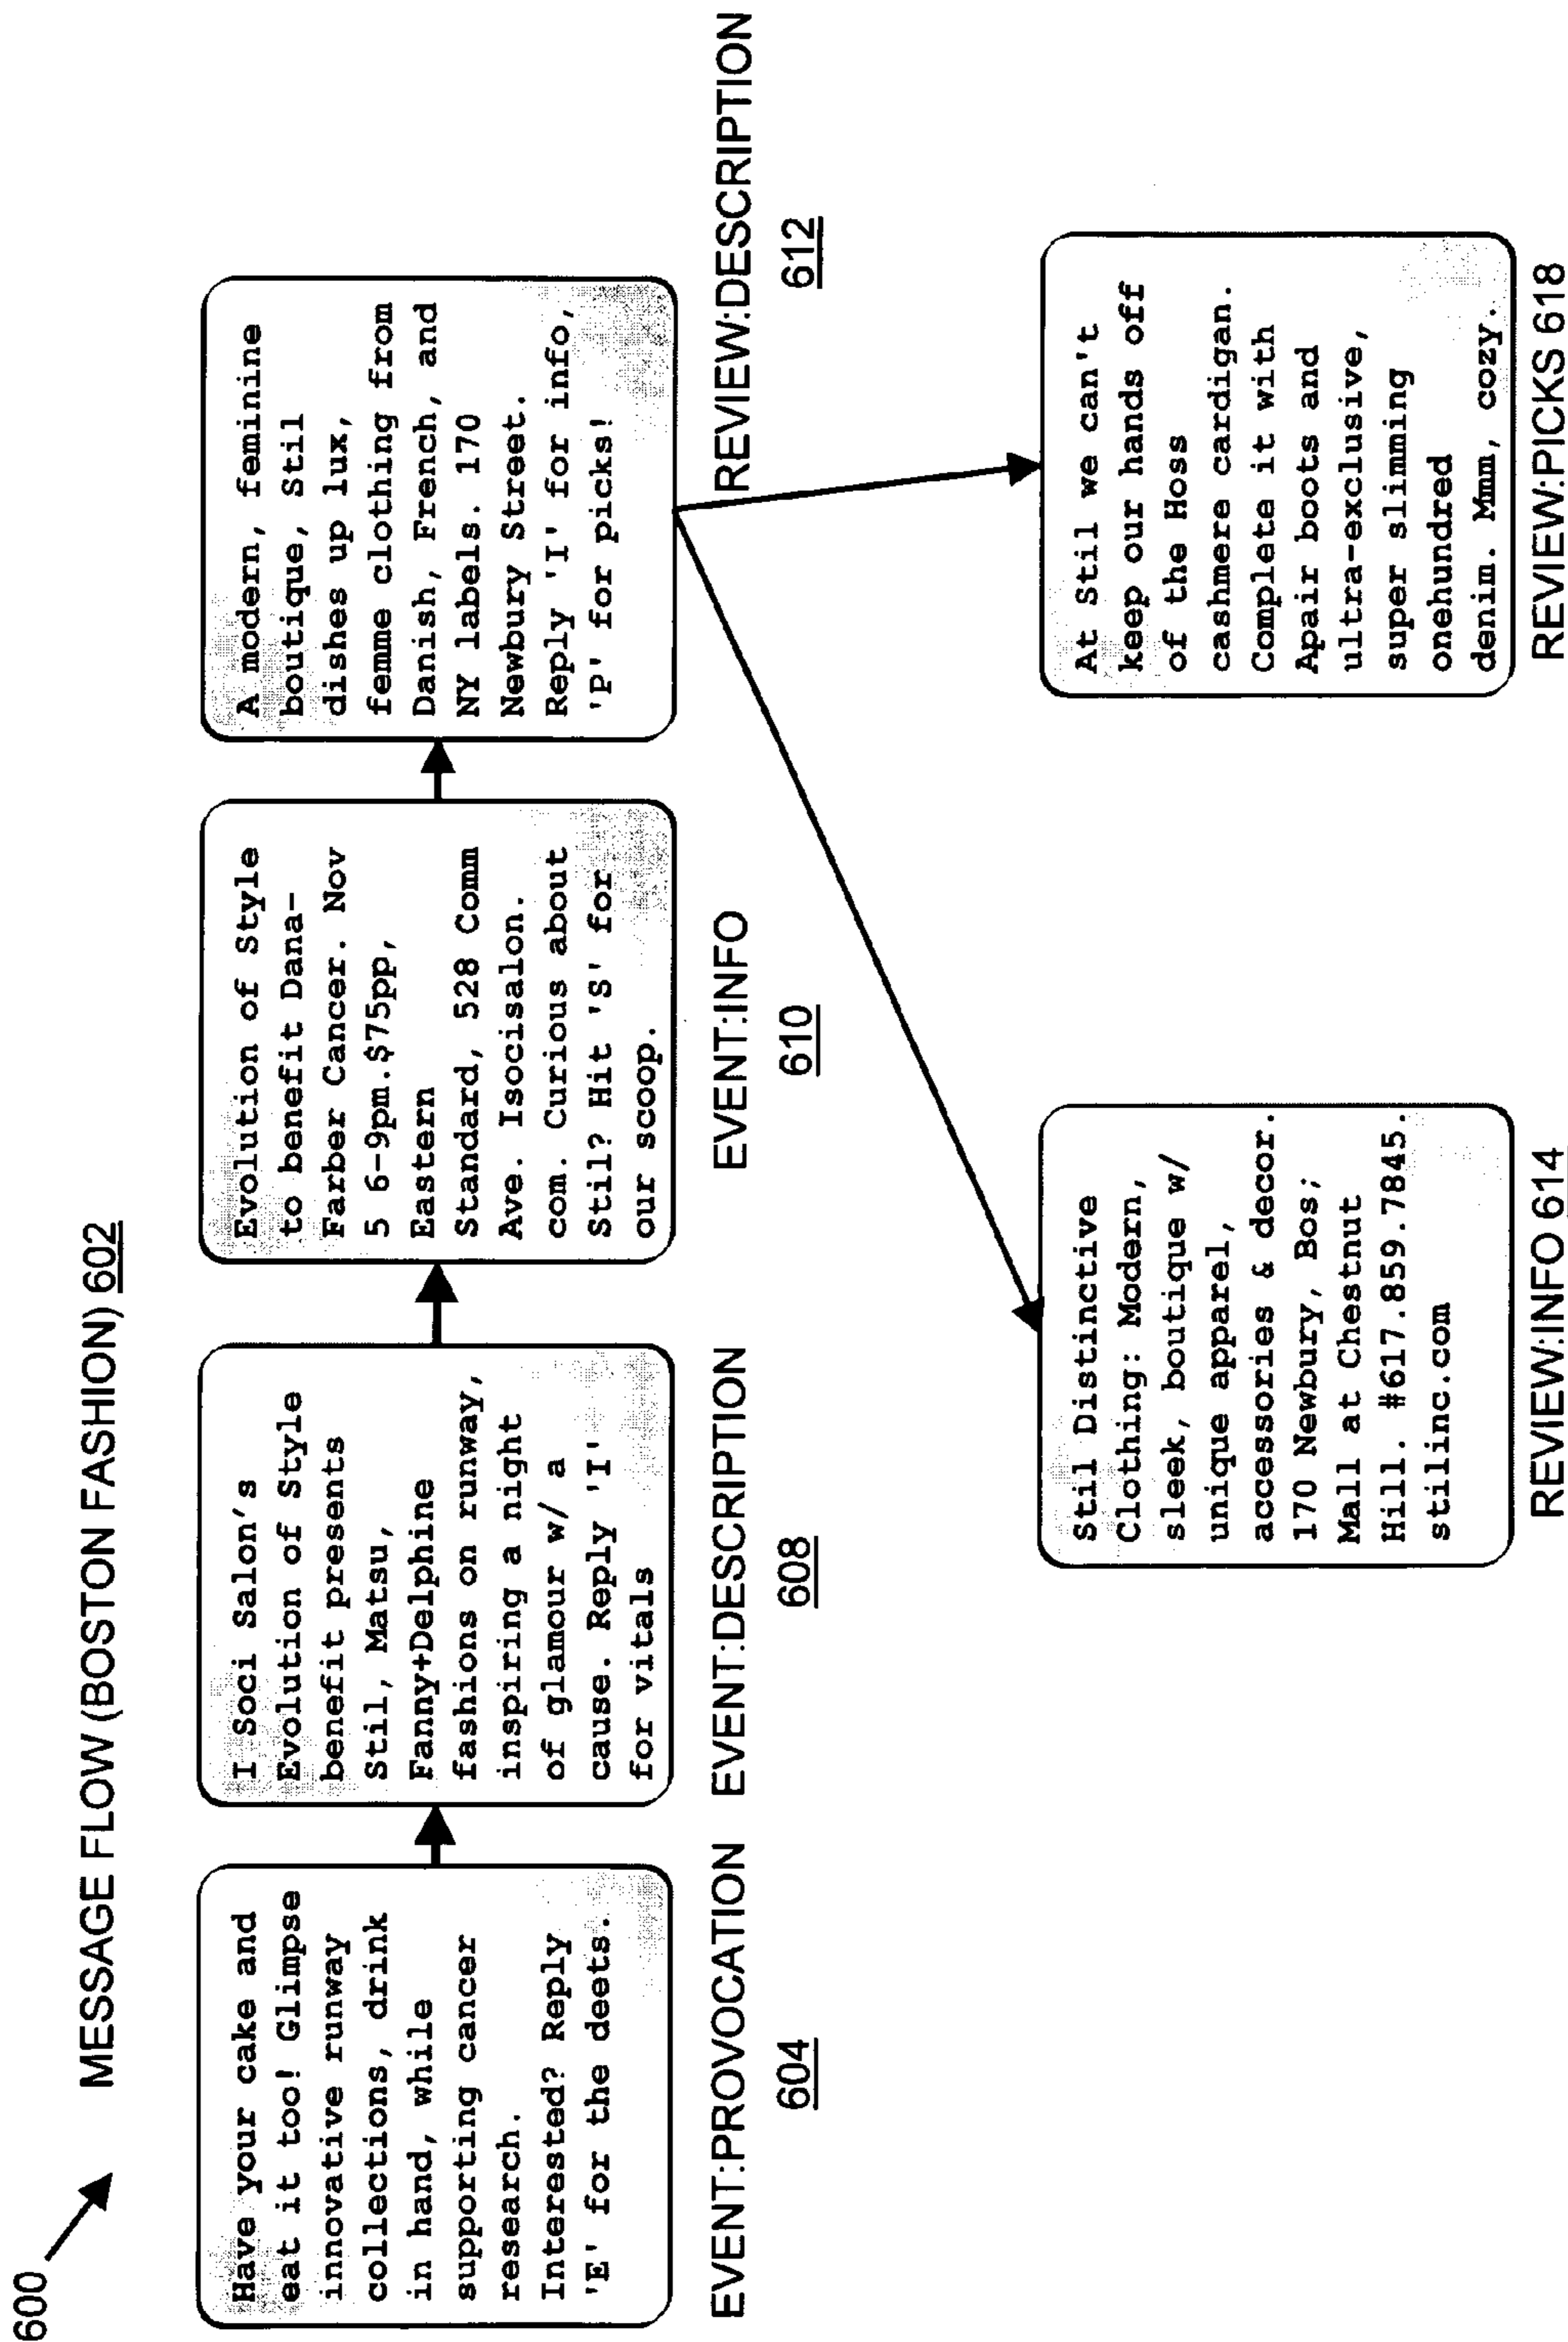 600
MESSAGE FLOW (BOSTON FASHION) 602
Have your cake and
eat it too! Glimpse
innovative runway
collections, drink
in hand, while
supporting cancer
research.
Interested? Reply
'E' for the deets.
EVENT:PROVOCATION
604
I Soci Salon's
Evolution of Style
benefit presents
Stil, Matsu,
Fanny+Delphine
fashions on runway,
inspiring a night
of glamour w/ a
cause. Reply 'I'
for vitals
EVENT:DESCRIPTION
608
Evolution of Style
to benefit Dana-
Farber Cancer. Nov
5 6-9pm.$75pp,
Eastern
Standard, 528 Comm
Ave. Isocisalon.
com. Curious about
Stil? Hit 'S' for
our scoop.
EVENT:INFO
610
A modern, feminine
boutique, Stil
dishes up lux,
femme clothing from
Danish, French, and
NY labels. 170
Newbury Street.
Reply 'I' for info,
'P' for picks!
REVIEW:DESCRIPTION
612
Stil Distinctive
Clothing: Modern,
sleek, boutique w/
unique apparel,
accessories & decor.
170 Newbury, Bos;
Mall at Chestnut
Hill. #617.859.7845.
stilinc.com
REVIEW:INFO 614
At Stil we can't
keep our hands off
of the Hoss
cashmere cardigan.
Complete it with
Apair boots and
ultra-exclusive,
super slimming
onehundred
denim. Mmm, cozy.
REVIEW:PICKS 618